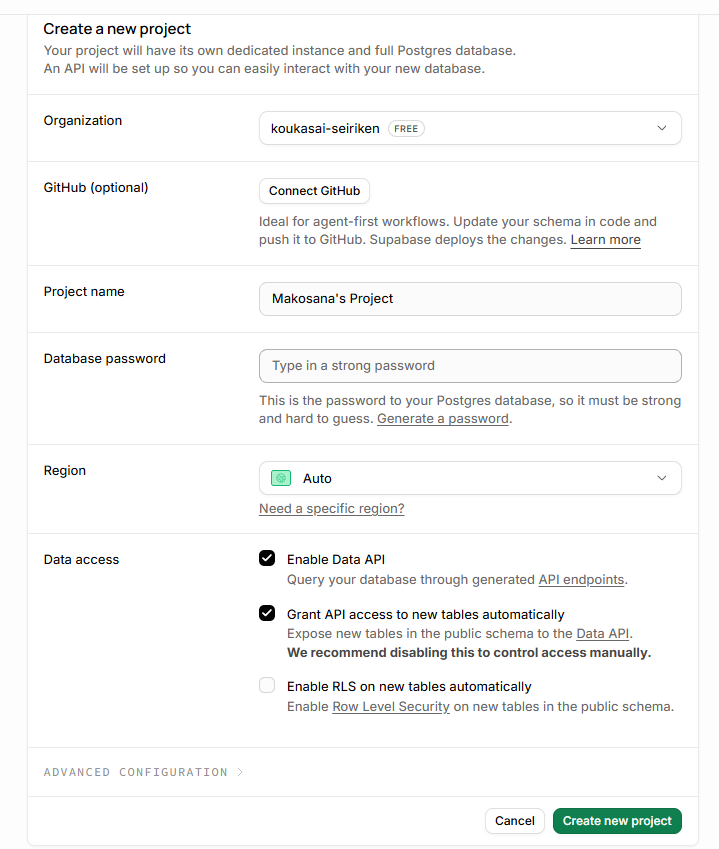 Create a new project
Your project will have its own dedicated instance and full Postgres database.
An API will be set up so you can easily interact with your new database.
Organization
koukasai-seiriken FREE
GitHub (optional)
Connect GitHub
Ideal for agent-first workflows. Update your schema in code and
push it to GitHub. Supabase deploys the changes. Learn more
Project name
Makosana's Project
Database password
Type in a strong password
This is the password to your Postgres database, so it must be strong
and hard to guess. Generate a password.
Region
Auto
Need a specific region?
Data access
Enable Data API
Query your database through generated API endpoints.
Grant API access to new tables automatically
Expose new tables in the public schema to the Data API.
We recommend disabling this to control access manually.
Enable RLS on new tables automatically
Enable Row Level Security on new tables in the public schema.
ADVANCED CONFIGURATION
Cancel
Create new project